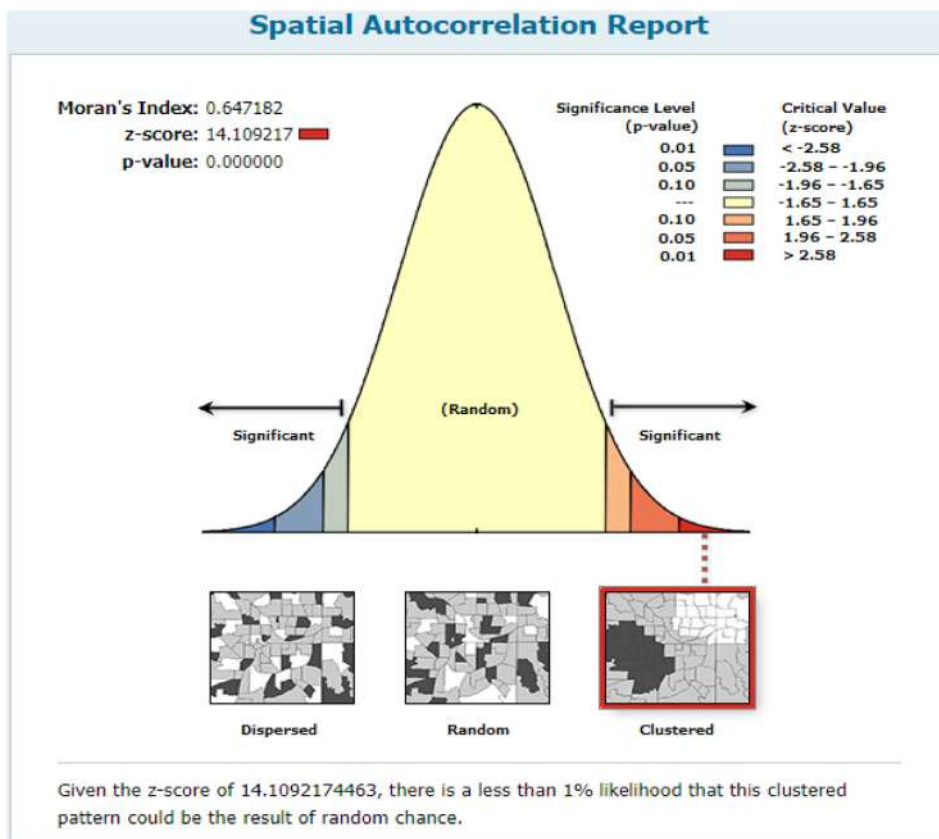 Spatial Autocorrelation Report
Moran's Index: 0.647182
z-score: 14.109217
p-value: 0.000000
Significance Level (p-value) Critical Value (z-score)
0.01 < -2.58
0.05 -2.58 – -1.96
0.10 -1.96 – -1.65
--- -1.65 – 1.65
0.10 1.65 – 1.96
0.05 1.96 – 2.58
0.01 > 2.58
(Random)
Significant Significant
Dispersed Random Clustered
Given the z-score of 14.1092174463, there is a less than 1% likelihood that this clustered
pattern could be the result of random chance.